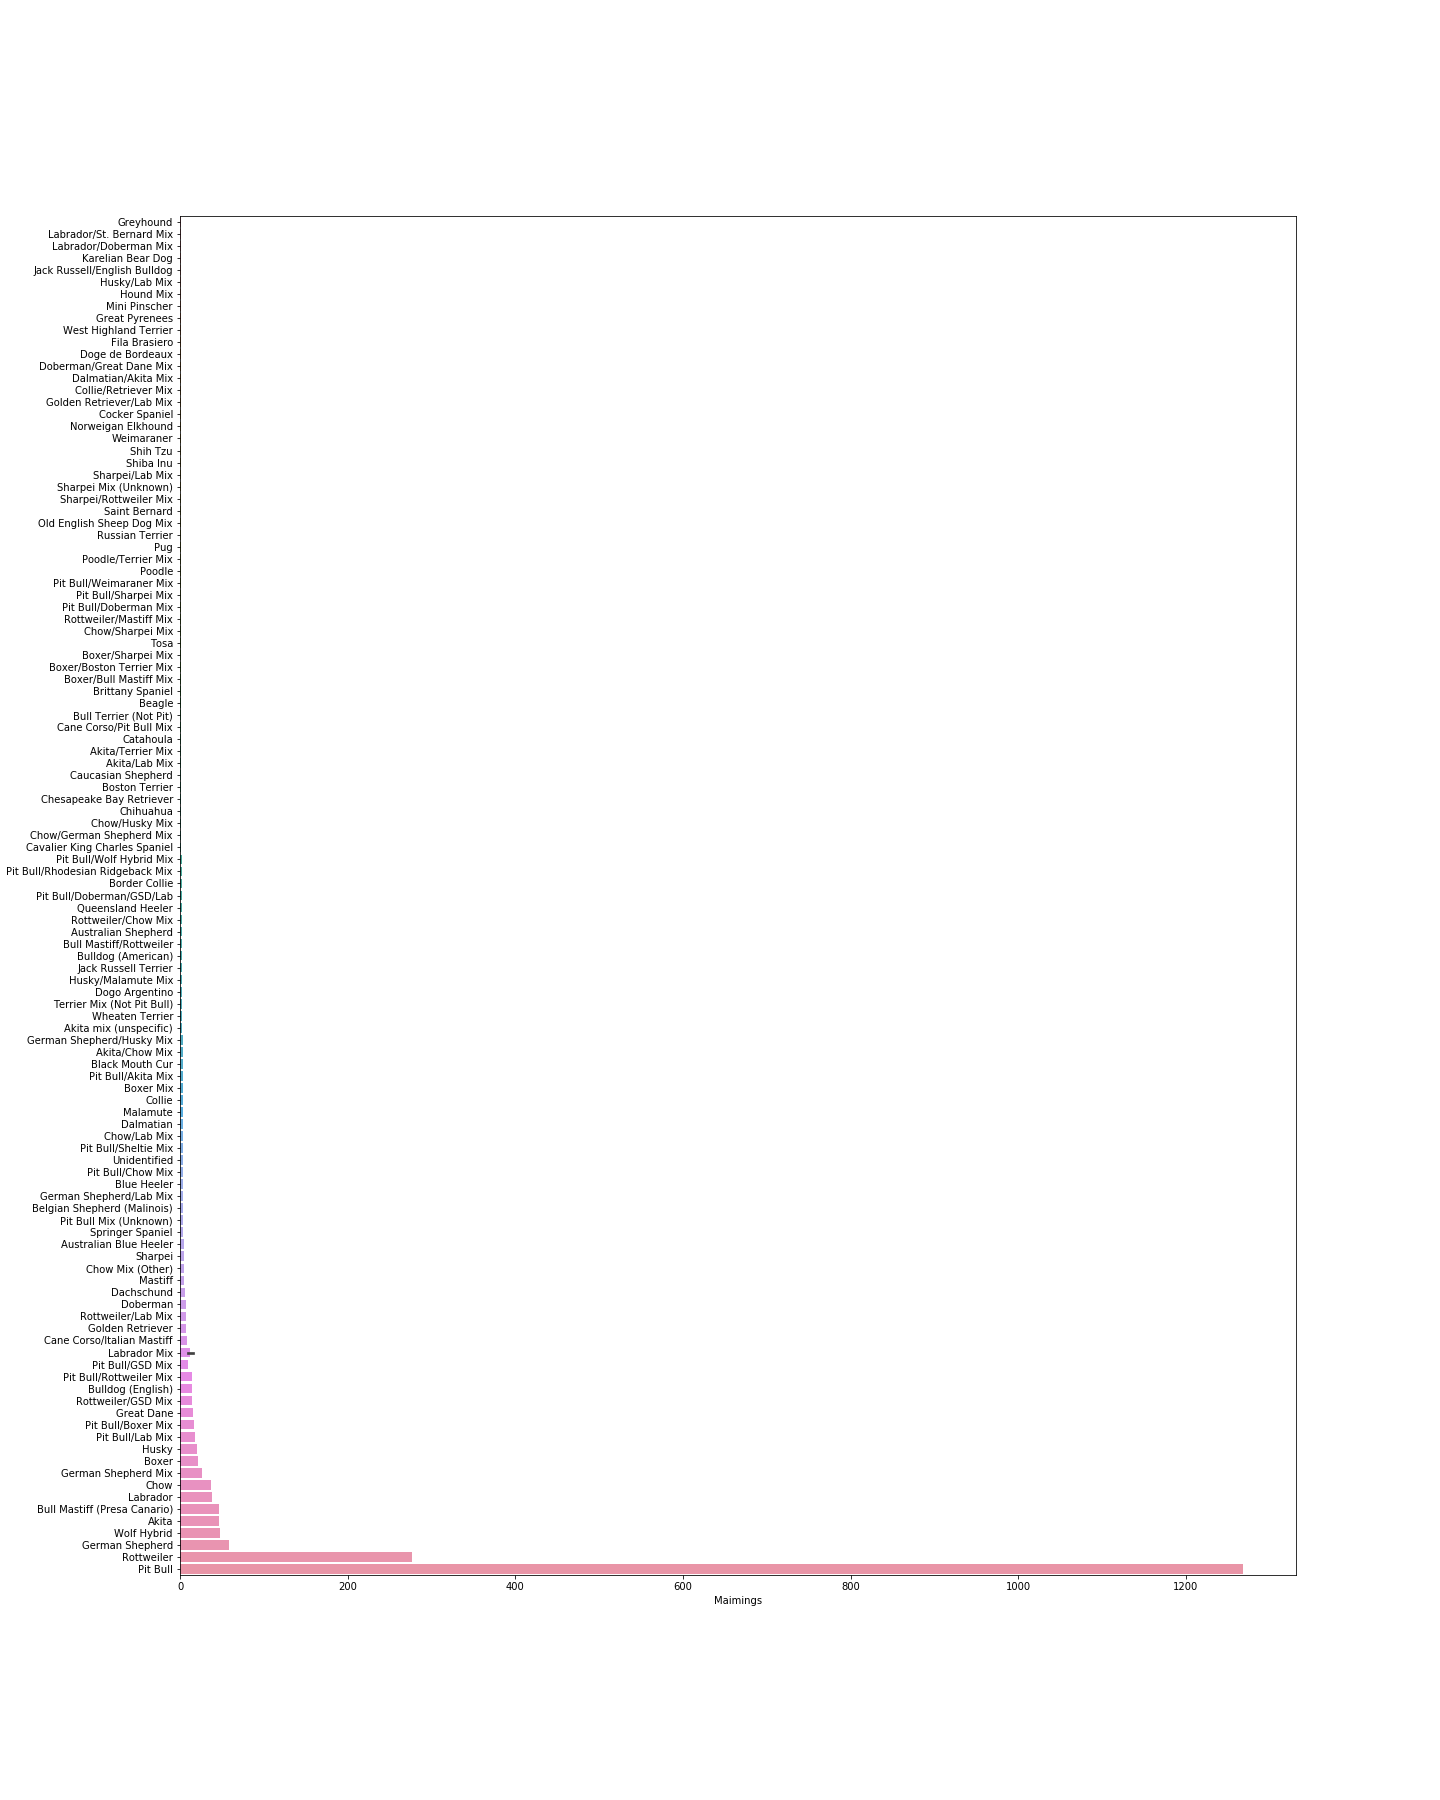 Greyhound
Labrador/St. Bernard Mix
Labrador/Doberman Mix
Karelian Bear Dog
Jack Russell/English Bulldog
Husky/Lab Mix
Hound Mix
Mini Pinscher
Great Pyrenees
West Highland Terrier
Fila Brasiero
Doge de Bordeaux
Doberman/Great Dane Mix
Dalmatian/Akita Mix
Collie/Retriever Mix
Golden Retriever/Lab Mix
Cocker Spaniel
Norweigan Elkhound
Weimaraner
Shih Tzu
Shiba Inu
Sharpei/Lab Mix
Sharpei Mix (Unknown)
Sharpei/Rottweiler Mix
Saint Bernard
Old English Sheep Dog Mix
Russian Terrier
Pug
Poodle/Terrier Mix
Poodle
Pit Bull/Weimaraner Mix
Pit Bull/Sharpei Mix
Pit Bull/Doberman Mix
Rottweiler/Mastiff Mix
Chow/Sharpei Mix
Tosa
Boxer/Sharpei Mix
Boxer/Boston Terrier Mix
Boxer/Bull Mastiff Mix
Brittany Spaniel
Beagle
Bull Terrier (Not Pit)
Cane Corso/Pit Bull Mix
Catahoula
Akita/Terrier Mix
Akita/Lab Mix
Caucasian Shepherd
Boston Terrier
Chesapeake Bay Retriever
Chihuahua
Chow/Husky Mix
Chow/German Shepherd Mix
Cavalier King Charles Spaniel
Pit Bull/Wolf Hybrid Mix
Pit Bull/Rhodesian Ridgeback Mix
Border Collie
Pit Bull/Doberman/GSD/Lab
Queensland Heeler
Rottweiler/Chow Mix
Australian Shepherd
Bull Mastiff/Rottweiler
Bulldog (American)
Jack Russell Terrier
Husky/Malamute Mix
Dogo Argentino
Terrier Mix (Not Pit Bull)
Wheaten Terrier
Akita mix (unspecific)
German Shepherd/Husky Mix
Akita/Chow Mix
Black Mouth Cur
Pit Bull/Akita Mix
Boxer Mix
Collie
Malamute
Dalmatian
Chow/Lab Mix
Pit Bull/Sheltie Mix
Unidentified
Pit Bull/Chow Mix
Blue Heeler
German Shepherd/Lab Mix
Belgian Shepherd (Malinois)
Pit Bull Mix (Unknown)
Springer Spaniel
Australian Blue Heeler
Sharpei
Chow Mix (Other)
Mastiff
Dachschund
Doberman
Rottweiler/Lab Mix
Golden Retriever
Cane Corso/Italian Mastiff
Labrador Mix
Pit Bull/GSD Mix
Pit Bull/Rottweiler Mix
Bulldog (English)
Rottweiler/GSD Mix
Great Dane
Pit Bull/Boxer Mix
Pit Bull/Lab Mix
Husky
Boxer
German Shepherd Mix
Chow
Labrador
Bull Mastiff (Presa Canario)
Akita
Wolf Hybrid
German Shepherd
Rottweiler
Pit Bull
0 200 400 600 800 1000 1200
Maimings